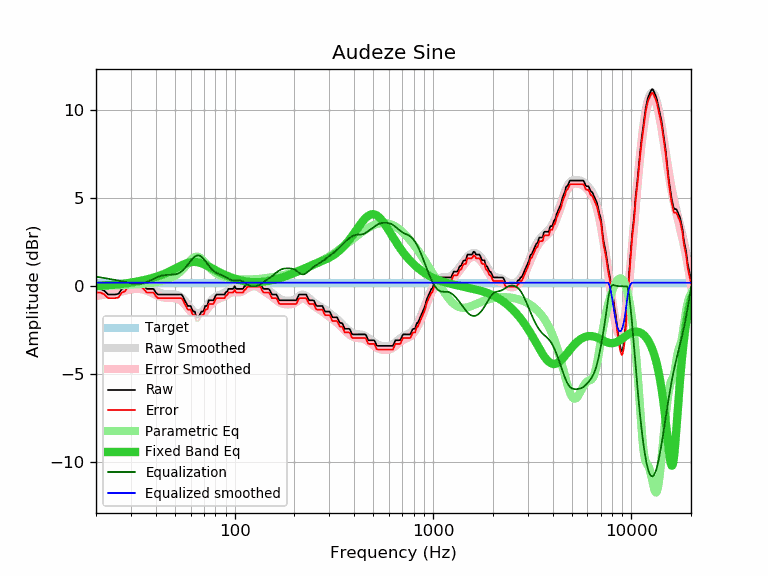 Audeze Sine
Amplitude (dBr)
10
5
0
−5
−10
Target
Raw Smoothed
Error Smoothed
Raw
Error
Parametric Eq
Fixed Band Eq
Equalization
Equalized smoothed
100
1000
10000
Frequency (Hz)